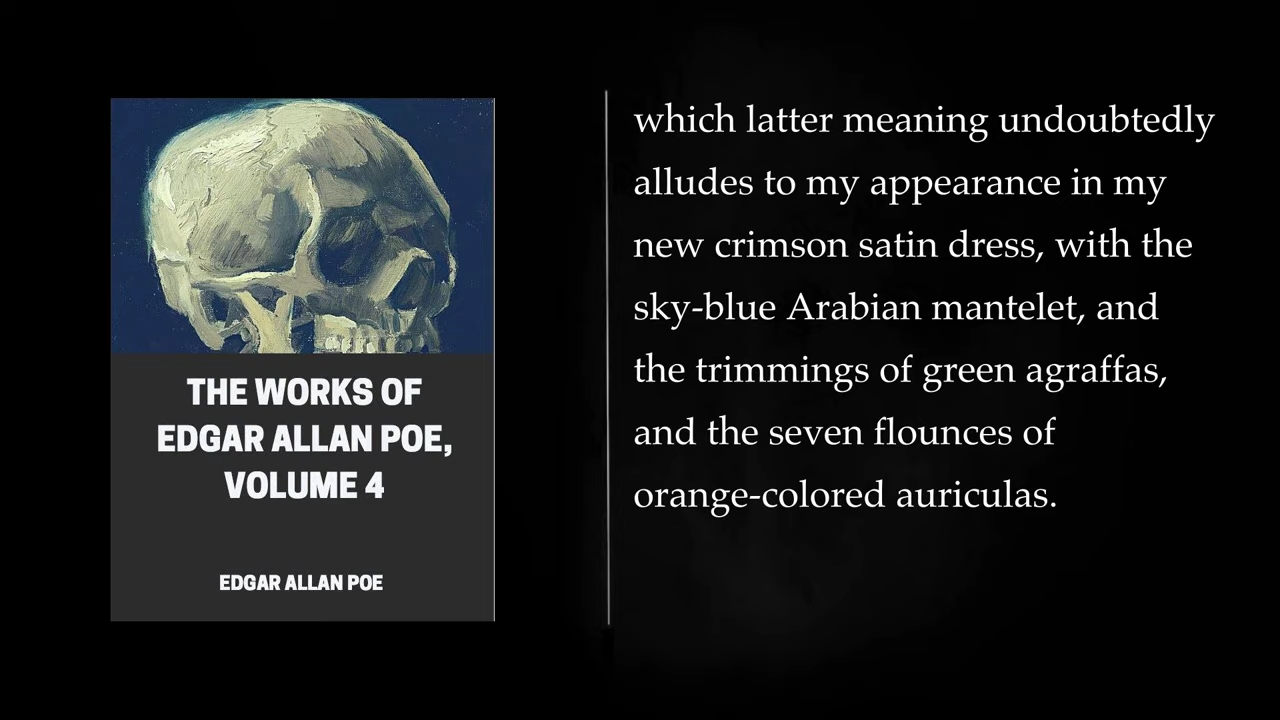 THE WORKS OF
EDGAR ALLAN POE,
VOLUME 4
EDGAR ALLAN POE
which latter meaning undoubtedly
alludes to my appearance in my
new crimson satin dress, with the
sky-blue Arabian mantelet, and
the trimmings of green agraffas,
and the seven flounces of
orange-colored auriculas.